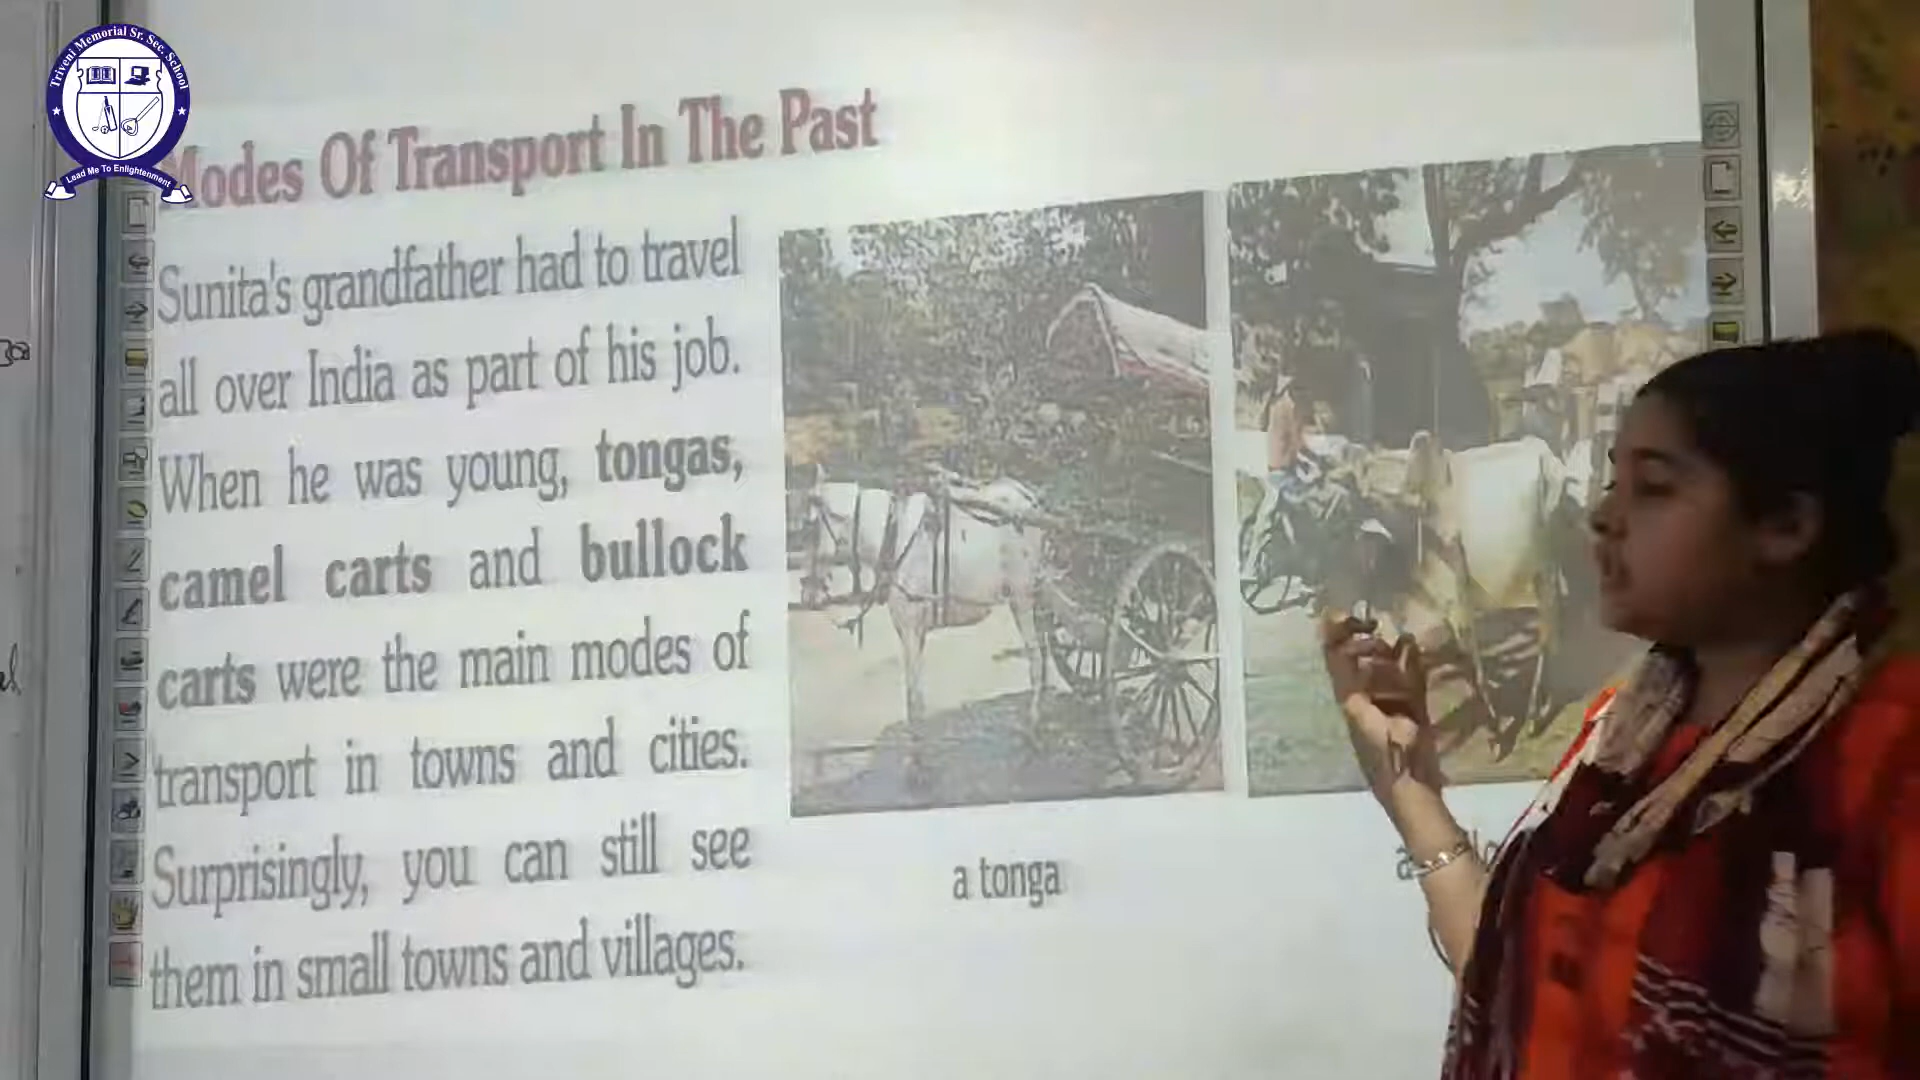 Triveni Memorial Sr. Sec. School
Lead Me To Enlightenment
Modes Of Transport In The Past
Sunita's grandfather had to travel
all over India as part of his job.
When he was young, tongas,
camel carts and bullock
carts were the main modes of
transport in towns and cities.
Surprisingly, you can still see
them in small towns and villages.
a tonga
a